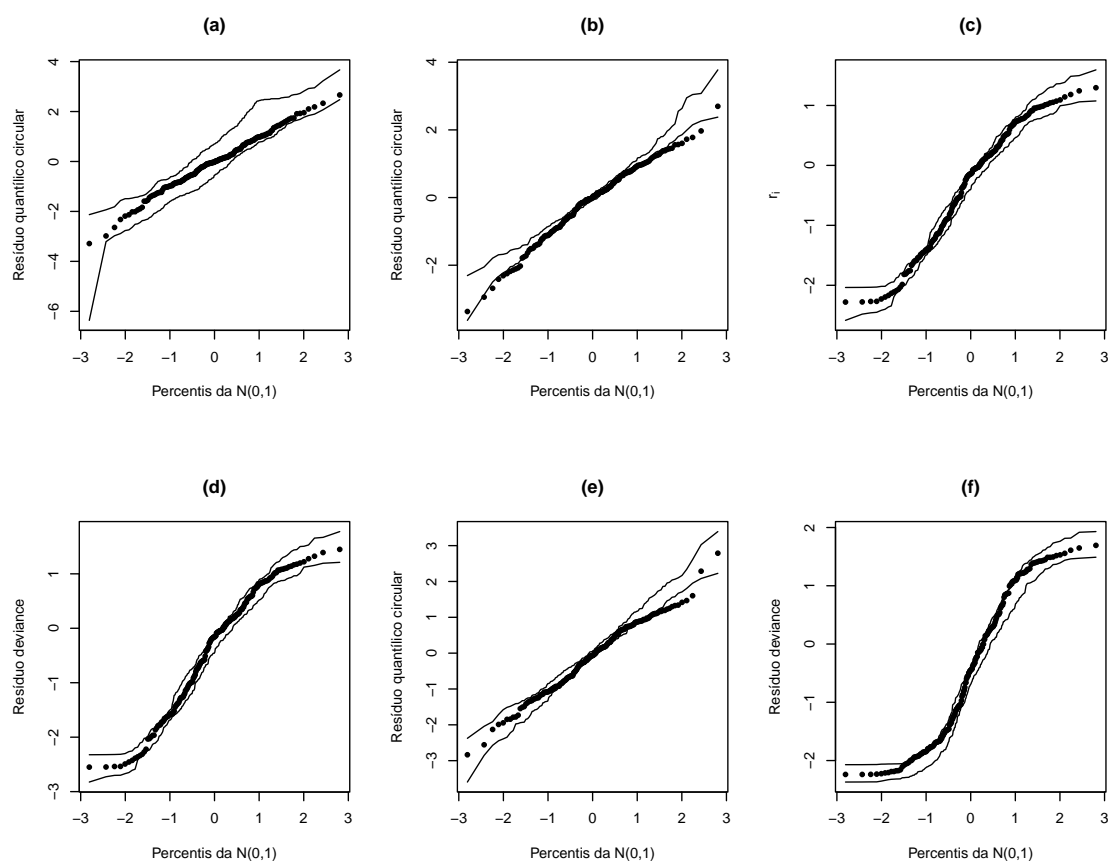 (a)
Resíduo quantílico circular
4
2
0
−2
−4
−6
−3 −2 −1 0 1 2 3
Percentis da N(0,1)
(b)
Resíduo quantílico circular
4
2
0
−2
−3 −2 −1 0 1 2 3
Percentis da N(0,1)
(c)
ri
1
0
−1
−2
−3 −2 −1 0 1 2 3
Percentis da N(0,1)
(d)
Resíduo deviance
1
0
−1
−2
−3
−3 −2 −1 0 1 2 3
Percentis da N(0,1)
(e)
Resíduo quantílico circular
3
2
1
0
−1
−2
−3
−3 −2 −1 0 1 2 3
Percentis da N(0,1)
(f)
Resíduo deviance
2
1
0
−1
−2
−3 −2 −1 0 1 2 3
Percentis da N(0,1)